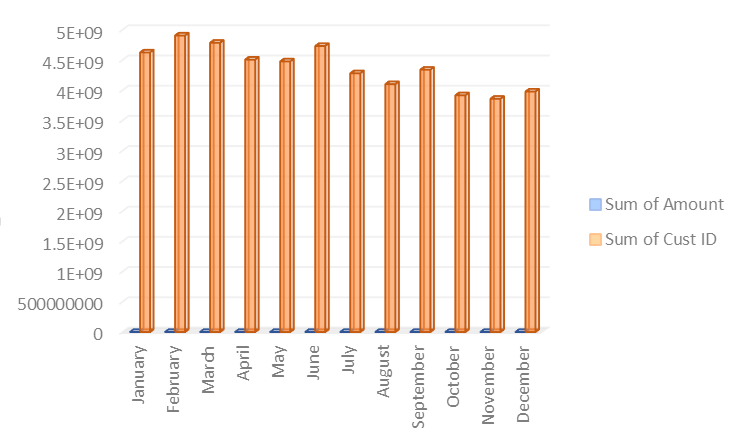 5E+09
4.5E+09
4E+09
3.5E+09
3E+09
2.5E+09
2E+09
1.5E+09
1E+09
500000000
0
January
February
March
April
May
June
July
August
September
October
November
December
Sum of Amount
Sum of Cust ID